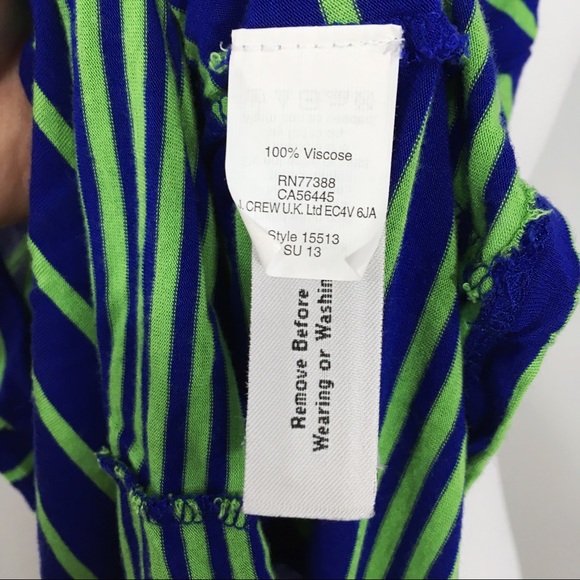 100% Viscose
RN77388
CA56445
J. CREW U.K. Ltd EC4V 6JA
Style 15513
SU 13
Remove Before
Wearing or Washin